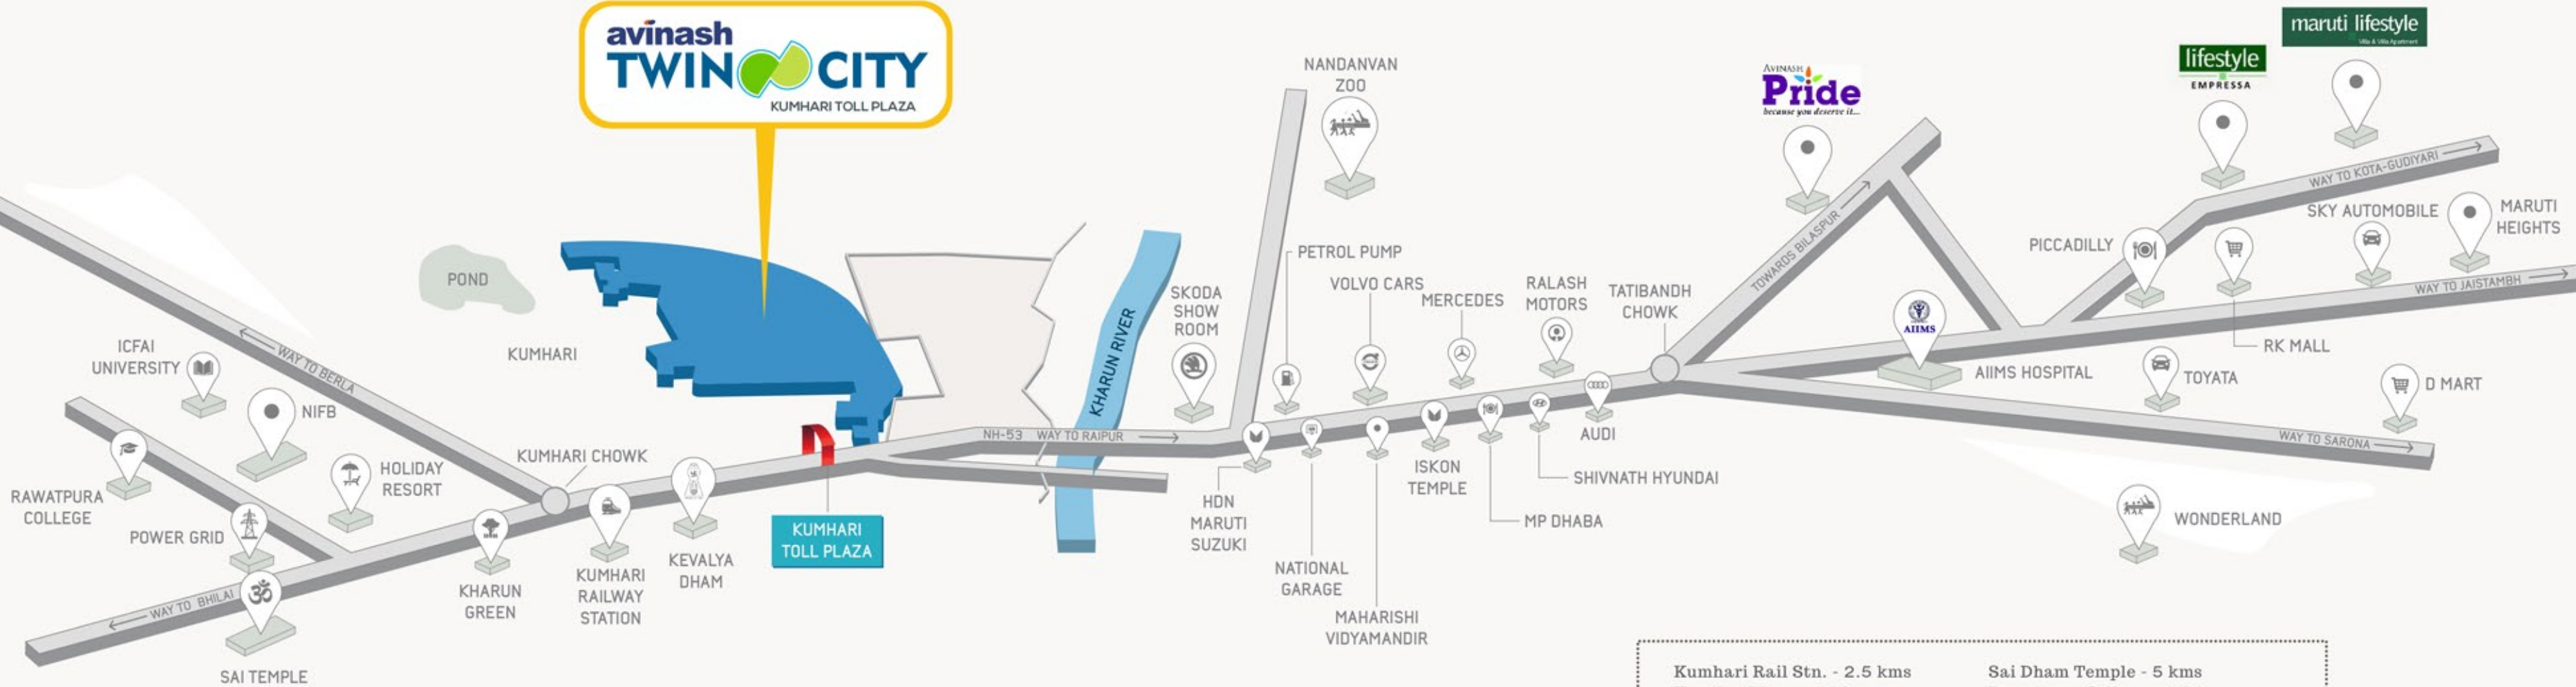 avinash
TWIN CITY
KUMHARI TOLL PLAZA
NANDANVAN
ZOO
AVINASH
Pride
because you deserve it...
lifestyle
EMPRESSA
maruti lifestyle
Villa & Villa Apartment
WAY TO KOTA-GUDIYARI
SKY AUTOMOBILE
MARUTI
HEIGHTS
PICCADILLY
WAY TO JAISTAMBH
RK MALL
TOWARDS BILASPUR
AIIMS
AIIMS HOSPITAL
TOYATA
D MART
WAY TO SARONA
WONDERLAND
POND
KUMHARI
KHARUN RIVER
SKODA
SHOW
ROOM
PETROL PUMP
VOLVO CARS
MERCEDES
RALASH
MOTORS
TATIBANDH
CHOWK
AUDI
ICFAI
UNIVERSITY
WAY TO BERLA
NIFB
HOLIDAY
RESORT
KUMHARI CHOWK
NH-53 WAY TO RAIPUR
RAWATPURA
COLLEGE
POWER GRID
WAY TO BHILAI
SAI TEMPLE
KHARUN
GREEN
KUMHARI
RAILWAY
STATION
KEVALYA
DHAM
KUMHARI
TOLL PLAZA
HDN
MARUTI
SUZUKI
NATIONAL
GARAGE
MAHARISHI
VIDYAMANDIR
ISKON
TEMPLE
MP DHABA
SHIVNATH HYUNDAI
Kumhari Rail Stn. - 2.5 kms
Sai Dham Temple - 5 kms